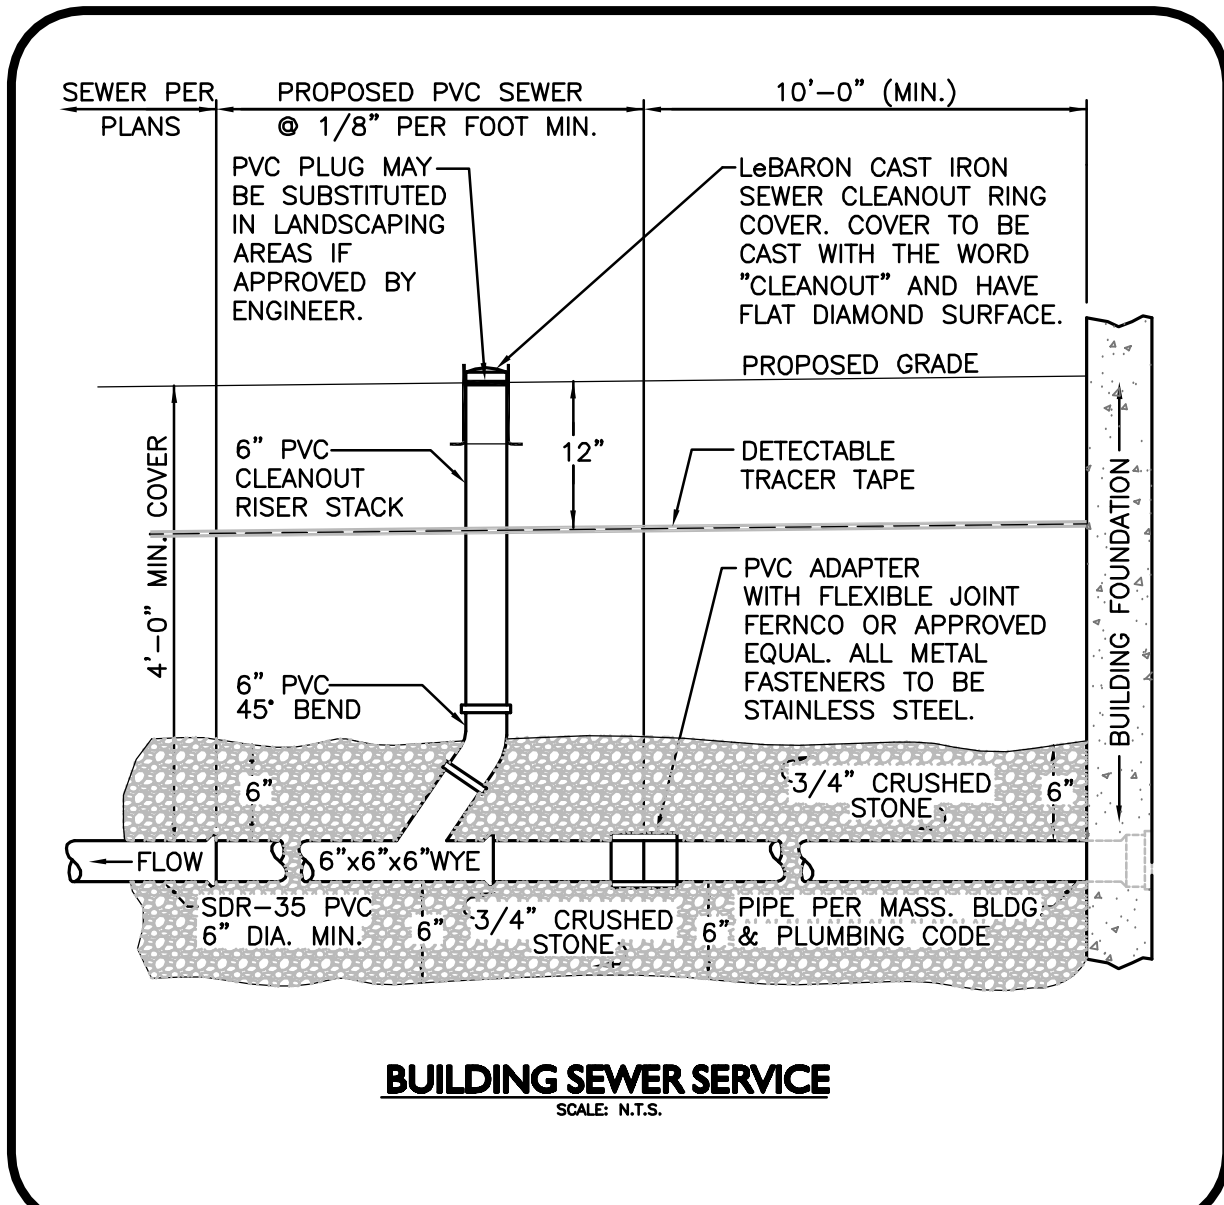 SEWER PER
PLANS
PROPOSED PVC SEWER
@ 1/8" PER FOOT MIN.
10'-0" (MIN.)
PVC PLUG MAY
BE SUBSTITUTED
IN LANDSCAPING
AREAS IF
APPROVED BY
ENGINEER.
LeBARON CAST IRON
SEWER CLEANOUT RING
COVER. COVER TO BE
CAST WITH THE WORD
"CLEANOUT" AND HAVE
FLAT DIAMOND SURFACE.
PROPOSED GRADE
4'-0" MIN. COVER
6" PVC
CLEANOUT
RISER STACK
12"
DETECTABLE
TRACER TAPE
BUILDING FOUNDATION
PVC ADAPTER
WITH FLEXIBLE JOINT
FERNCO OR APPROVED
EQUAL. ALL METAL
FASTENERS TO BE
STAINLESS STEEL.
6" PVC
45° BEND
6"
3/4" CRUSHED
STONE
6"
FLOW
6"x6"x6"WYE
SDR-35 PVC
6" DIA. MIN.
6"
3/4" CRUSHED
STONE
6"
PIPE PER MASS. BLDG.
& PLUMBING CODE
BUILDING SEWER SERVICE
SCALE: N.T.S.